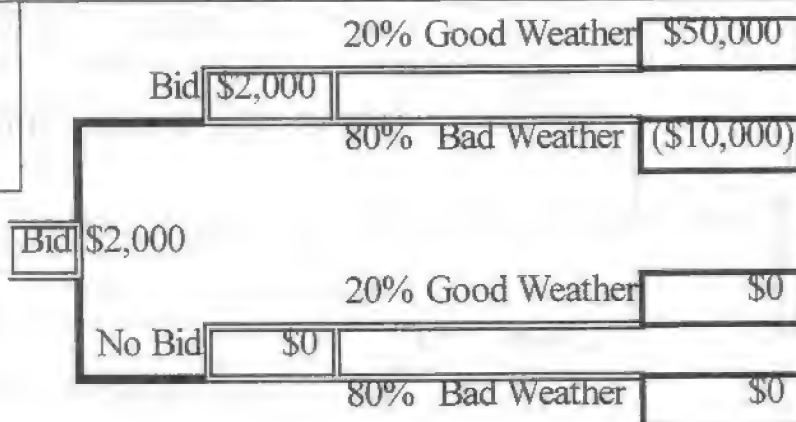 20% Good Weather $50,000
Bid $2,000
80% Bad Weather ($10,000)
Bid $2,000
20% Good Weather $0
No Bid $0
80% Bad Weather $0